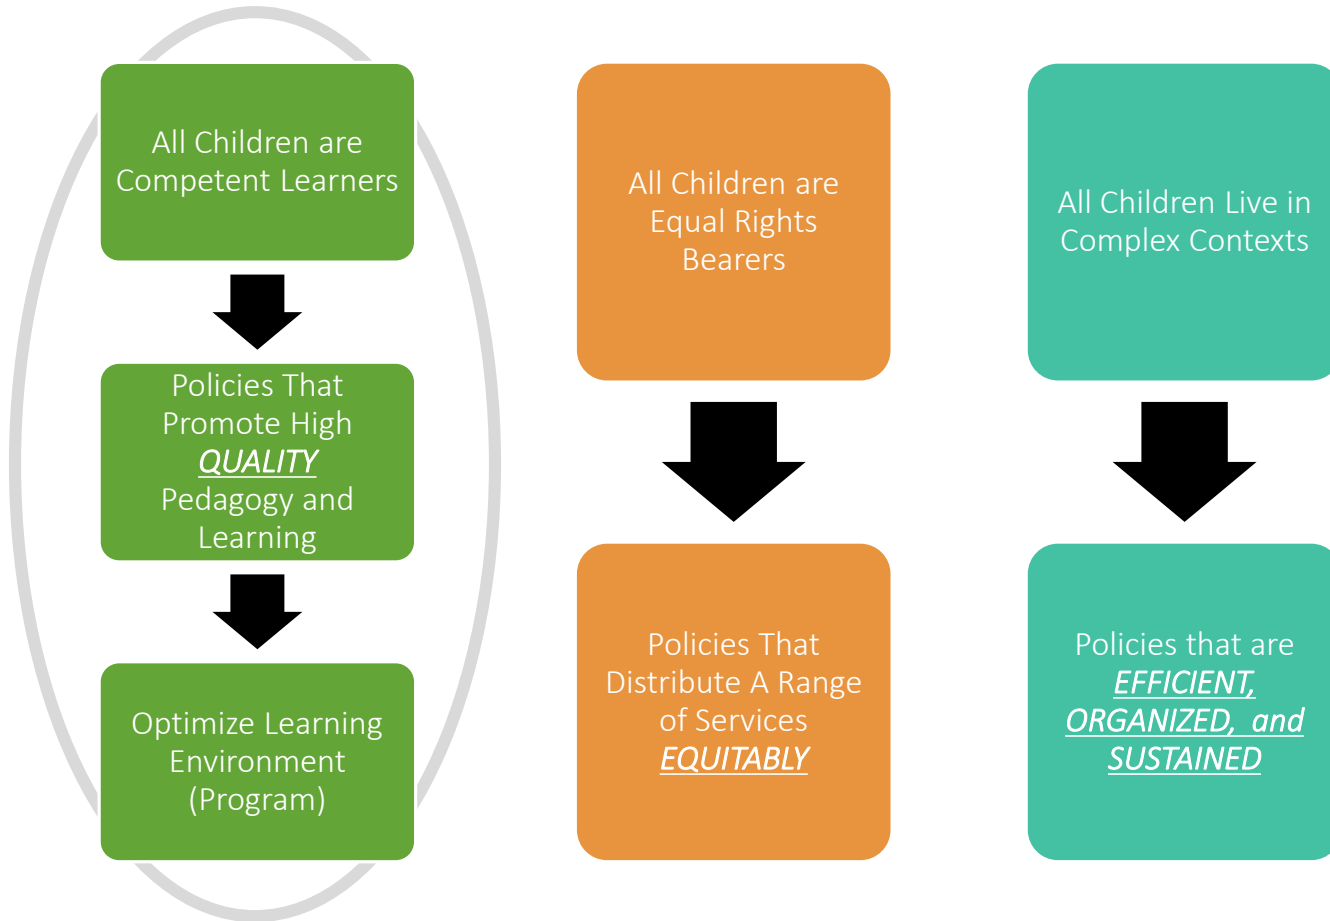 All Children are
Competent Learners
Policies That
Promote High
QUALITY
Pedagogy and
Learning
Optimize Learning
Environment
(Program)
All Children are
Equal Rights
Bearers
Policies That
Distribute A Range
of Services
EQUITABLY
All Children Live in
Complex Contexts
Policies that are
EFFICIENT,
ORGANIZED, and
SUSTAINED